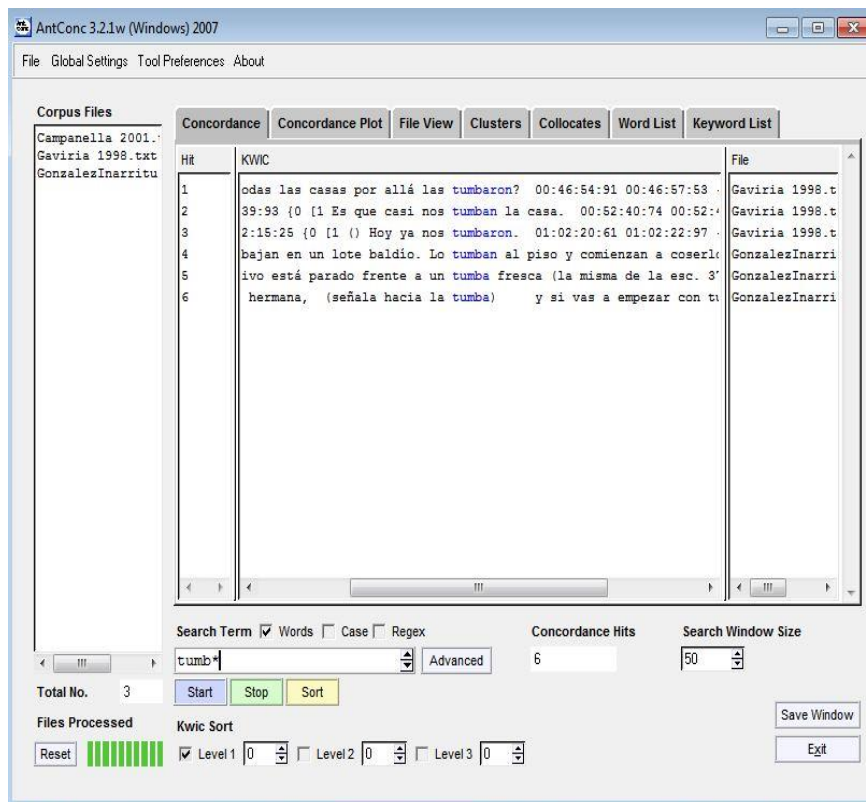 AntConc 3.2.1w (Windows) 2007
File Global Settings Tool Preferences About
Corpus Files
Campanella 2001.
Gaviria 1998.txt
GonzalezInarritu
Concordance Concordance Plot File View Clusters Collocates Word List Keyword List
Hit KWIC File
1 odas las casas por allá las tumbaron? 00:46:54:91 00:46:57:53 - Gaviria 1998.t
2 39:93 {0 [1 Es que casi nos tumban la casa. 00:52:40:74 00:52: Gaviria 1998.t
3 2:15:25 {0 [1 () Hoy ya nos tumbaron. 01:02:20:61 01:02:22:97 - Gaviria 1998.t
4 bajan en un lote baldío. Lo tumban al piso y comienzan a coserlo GonzalezInarri
5 ivo está parado frente a un tumba fresca (la misma de la esc. 3 GonzalezInarri
6 hermana, (señala hacia la tumba) y si vas a empezar con tu GonzalezInarri
Search Term Words Case Regex Concordance Hits Search Window Size
tumb* Advanced 6 50
Total No. 3 Start Stop Sort
Files Processed Kwic Sort Save Window
Reset Level 1 0 Level 2 0 Level 3 0 Exit